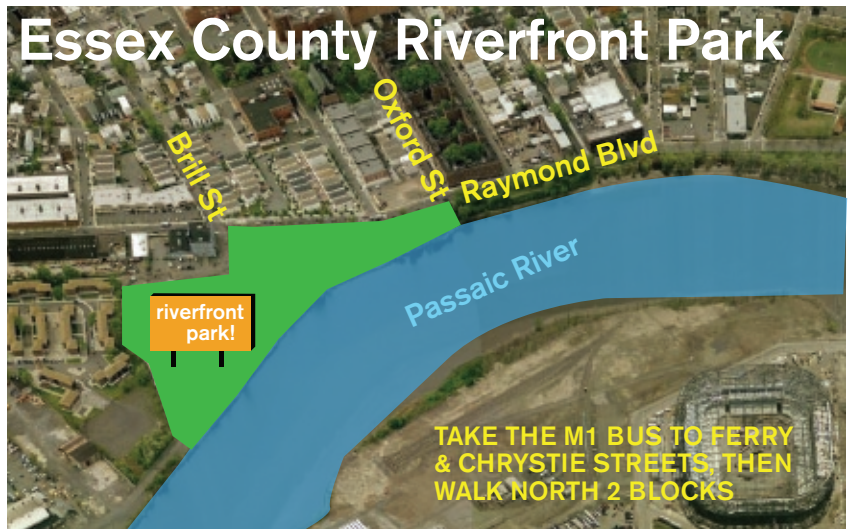 Essex County Riverfront Park
Oxford St
Brill St
Raymond Blvd
Passaic River
riverfront
park!
TAKE THE M1 BUS TO FERRY
& CHRYSTIE STREETS, THEN
WALK NORTH 2 BLOCKS